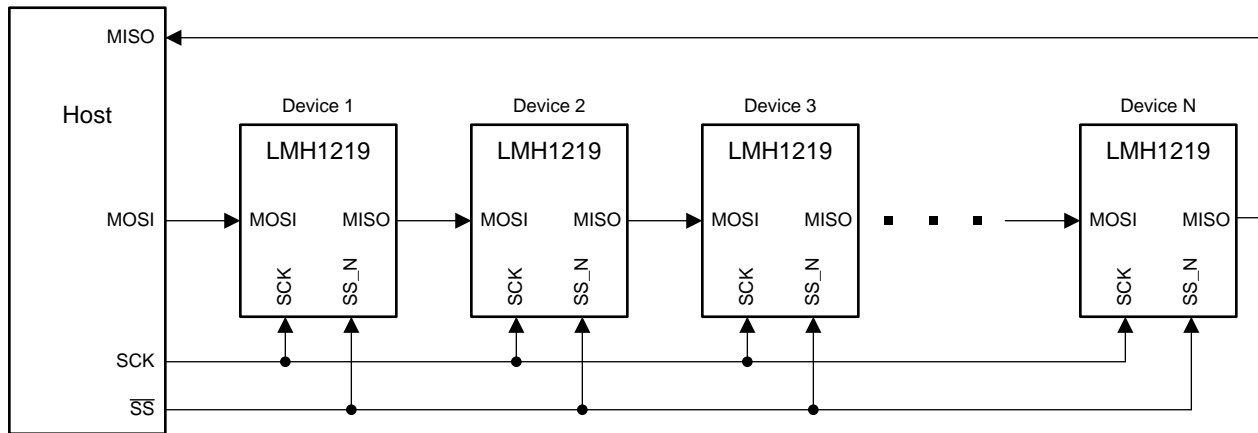 MISO
Host
Device 1 Device 2 Device 3 Device N
LMH1219 LMH1219 LMH1219 LMH1219
MOSI MOSI MISO MOSI MISO MOSI MISO MOSI MISO
SCK SS_N SCK SS_N SCK SS_N SCK SS_N
SCK
SS